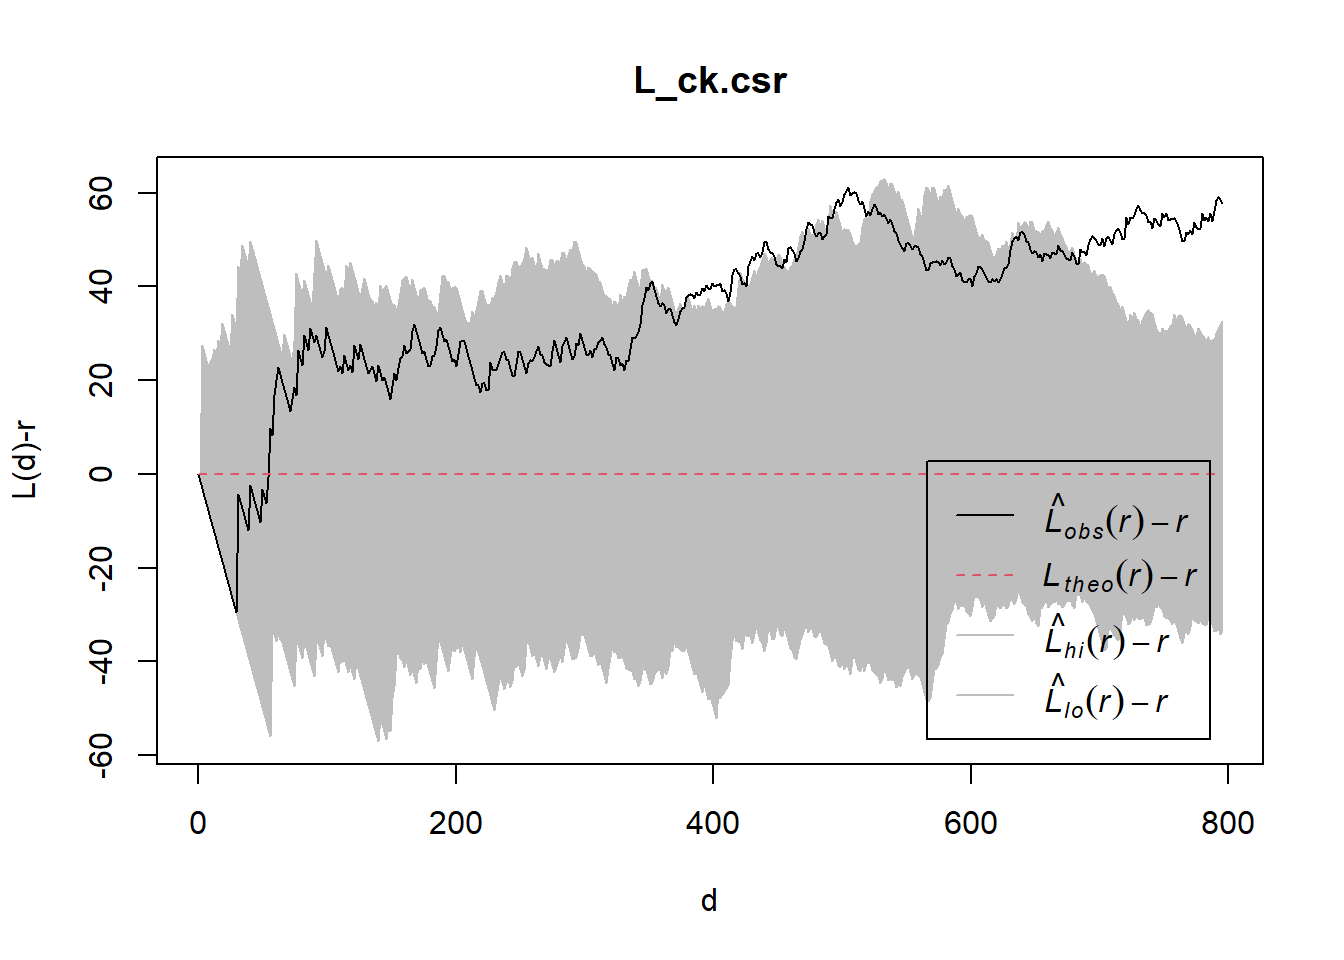 L_ck.csr
L(d)-r
60
40
20
0
-20
-40
-60
0 200 400 600 800
d
L̂obs(r) – r
Ltheo(r) – r
L̂hi(r) – r
L̂lo(r) – r